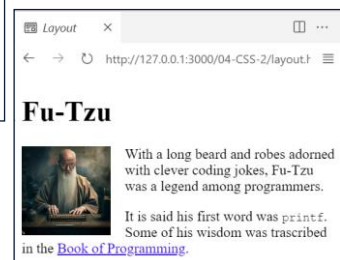 Layout
http://127.0.0.1:3000/04-CSS-2/layout.h
Fu-Tzu
With a long beard and robes adorned
with clever coding jokes, Fu-Tzu
was a legend among programmers.
It is said his first word was printf.
Some of his wisdom was trascribed
in the Book of Programming.